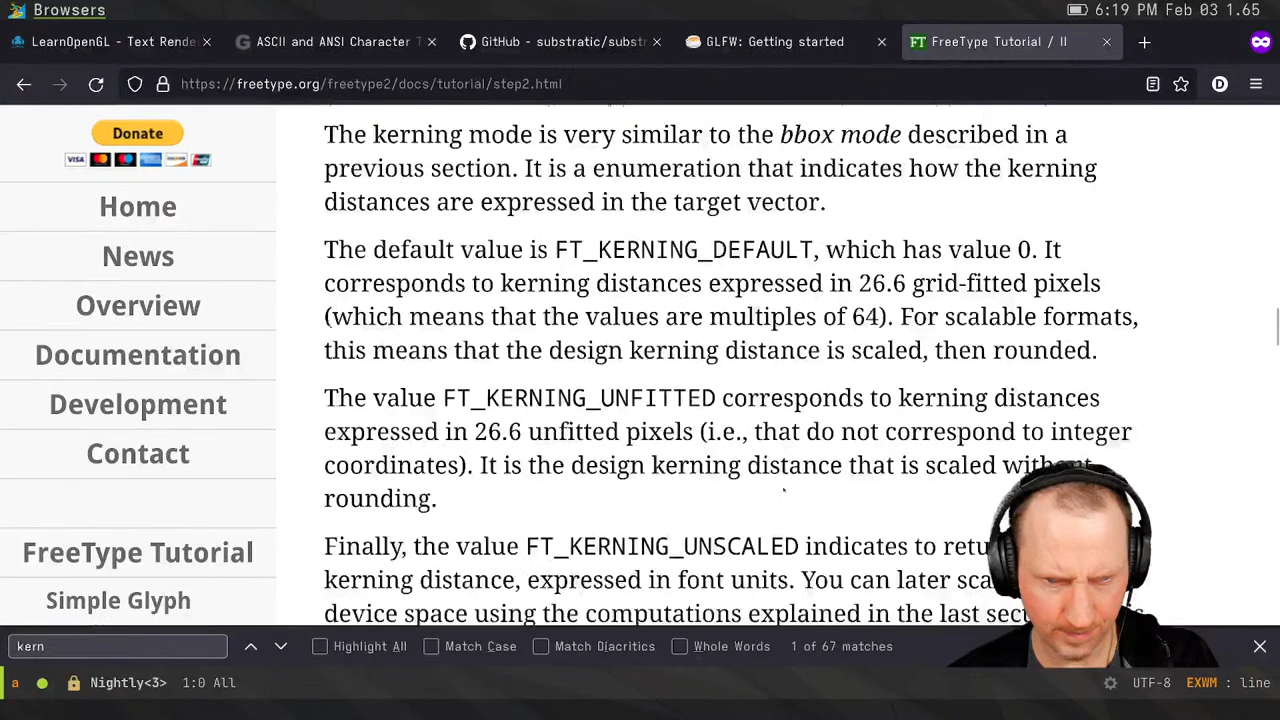 Browsers
6:19 PM Feb 03 1.65
LearnOpenGL - Text Rende
ASCII and ANSI Character T
GitHub - substratic/subst
GLFW: Getting started
FT FreeType Tutorial / II
https://freetype.org/freetype2/docs/tutorial/step2.html
D
Donate
VISA
Home
News
Overview
Documentation
Development
Contact
FreeType Tutorial
Simple Glyph
The kerning mode is very similar to the bbox mode described in a
previous section. It is a enumeration that indicates how the kerning
distances are expressed in the target vector.
The default value is FT_KERNING_DEFAULT, which has value 0. It
corresponds to kerning distances expressed in 26.6 grid-fitted pixels
(which means that the values are multiples of 64). For scalable formats,
this means that the design kerning distance is scaled, then rounded.
The value FT_KERNING_UNFITTED corresponds to kerning distances
expressed in 26.6 unfitted pixels (i.e., that do not correspond to integer
coordinates). It is the design kerning distance that is scaled without
rounding.
Finally, the value FT_KERNING_UNSCALED indicates to retu
kerning distance, expressed in font units. You can later sca
device space using the computations explained in the last sec
kern
Highlight All
Match Case
Match Diacritics
Whole Words
1 of 67 matches
a
Nightly<3>
1:0 All
UTF-8
EXWM : line